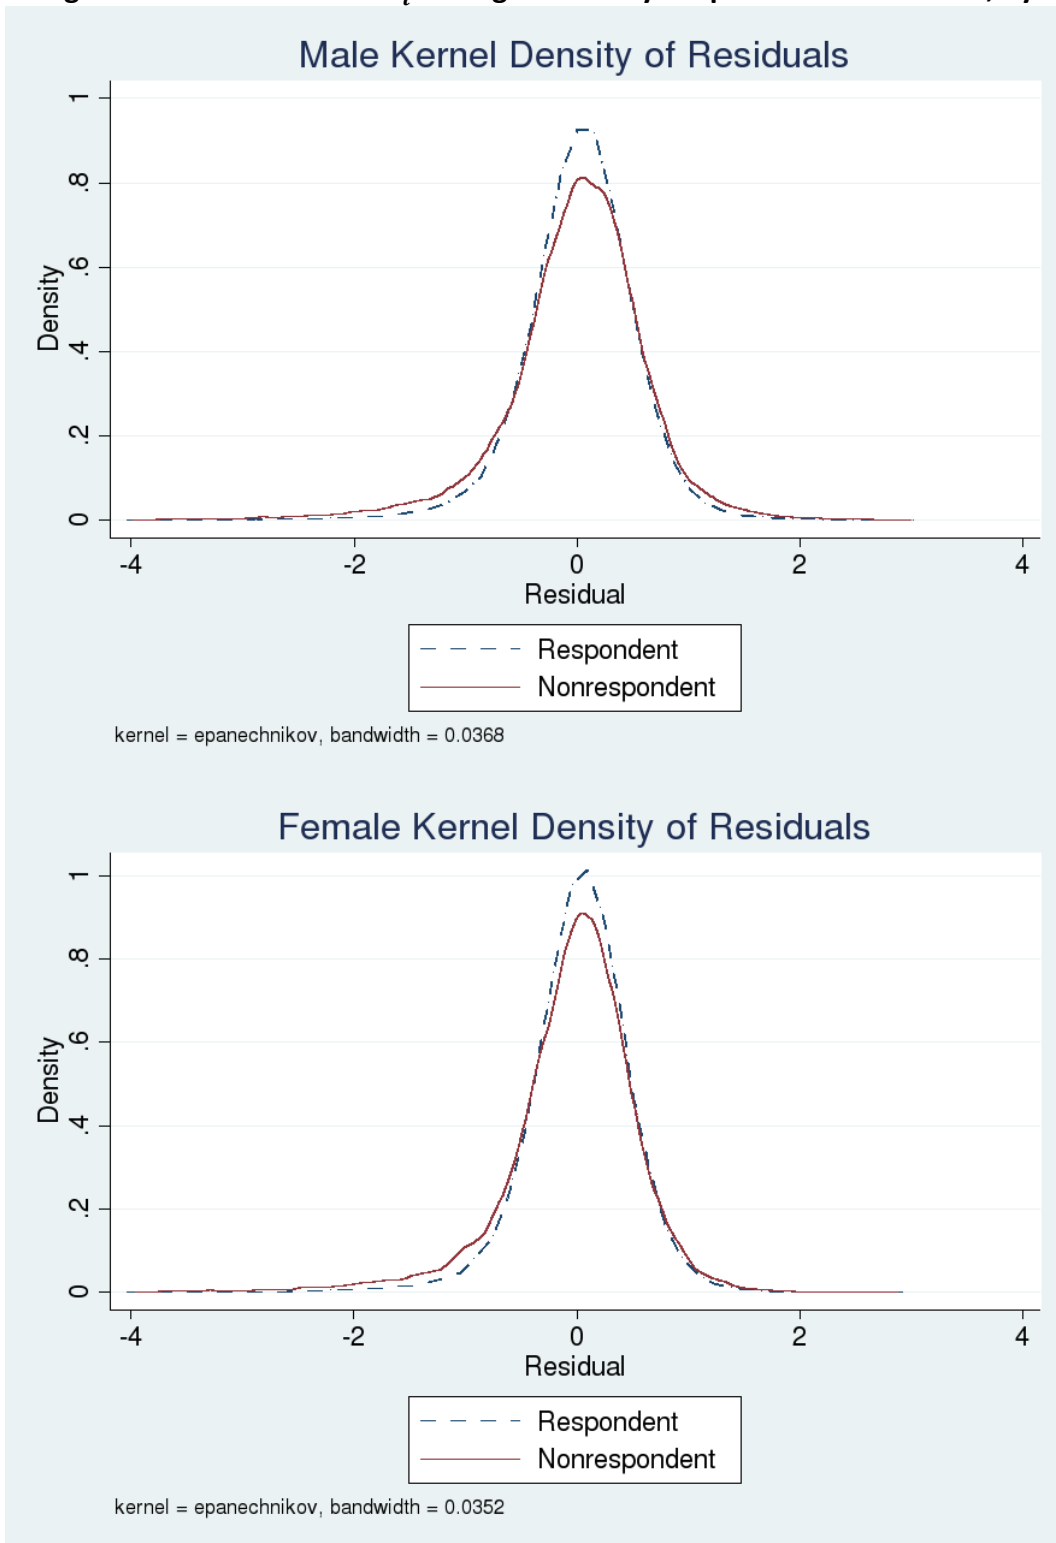 Male Kernel Density of Residuals
1
.8
.6
.4
.2
0
Density
-4 -2 0 2 4
Residual
Respondent
Nonrespondent
kernel = epanechnikov, bandwidth = 0.0368
Female Kernel Density of Residuals
1
.8
.6
.4
.2
0
Density
-4 -2 0 2 4
Residual
Respondent
Nonrespondent
kernel = epanechnikov, bandwidth = 0.0352